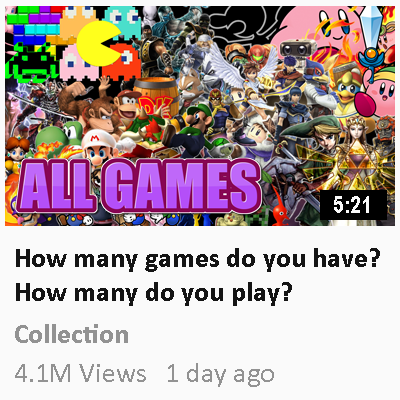 ALL GAMES
5:21
How many games do you have?
How many do you play?
Collection
4.1M Views 1 day ago